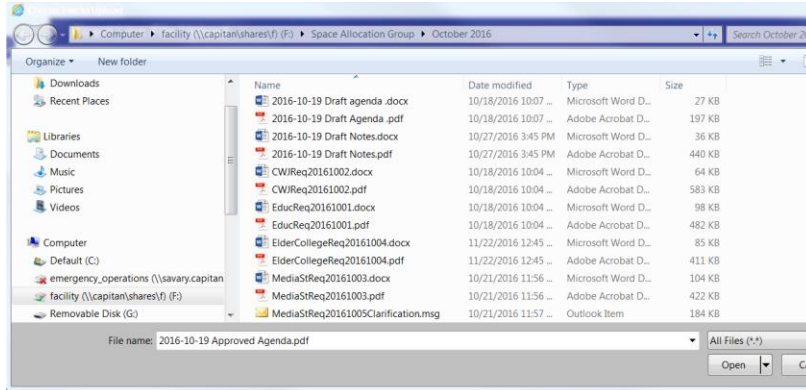 Computer ▸ facility (\\capitan\shares\f) (F:) ▸ Space Allocation Group ▸ October 2016
Search October 20
Organize ▾ New folder
Downloads
Recent Places
Libraries
Documents
Music
Pictures
Videos
Computer
Default (C:)
emergency_operations (\\savary.capitan
facility (\\capitan\shares\f) (F:)
Removable Disk (G:)
Name Date modified Type Size
2016-10-19 Draft agenda .docx 10/18/2016 10:07 ... Microsoft Word D... 27 KB
2016-10-19 Draft Agenda .pdf 10/18/2016 10:07 ... Adobe Acrobat D... 197 KB
2016-10-19 Draft Notes.docx 10/27/2016 3:45 PM Microsoft Word D... 36 KB
2016-10-19 Draft Notes.pdf 10/27/2016 3:45 PM Adobe Acrobat D... 440 KB
CWJReq20161002.docx 10/18/2016 10:04 ... Microsoft Word D... 64 KB
CWJReq20161002.pdf 10/18/2016 10:04 ... Adobe Acrobat D... 583 KB
EducReq20161001.docx 10/18/2016 10:04 ... Microsoft Word D... 98 KB
EducReq20161001.pdf 10/18/2016 10:04 ... Adobe Acrobat D... 482 KB
ElderCollegeReq20161004.docx 11/22/2016 12:45 ... Microsoft Word D... 85 KB
ElderCollegeReq20161004.pdf 11/22/2016 12:45 ... Adobe Acrobat D... 411 KB
MediaStReq20161003.docx 10/21/2016 11:56 ... Microsoft Word D... 104 KB
MediaStReq20161003.pdf 10/21/2016 11:56 ... Adobe Acrobat D... 422 KB
MediaStReq20161005Clarification.msg 10/21/2016 11:57 ... Outlook Item 184 KB
File name: 2016-10-19 Approved Agenda.pdf All Files (*.*)
Open C